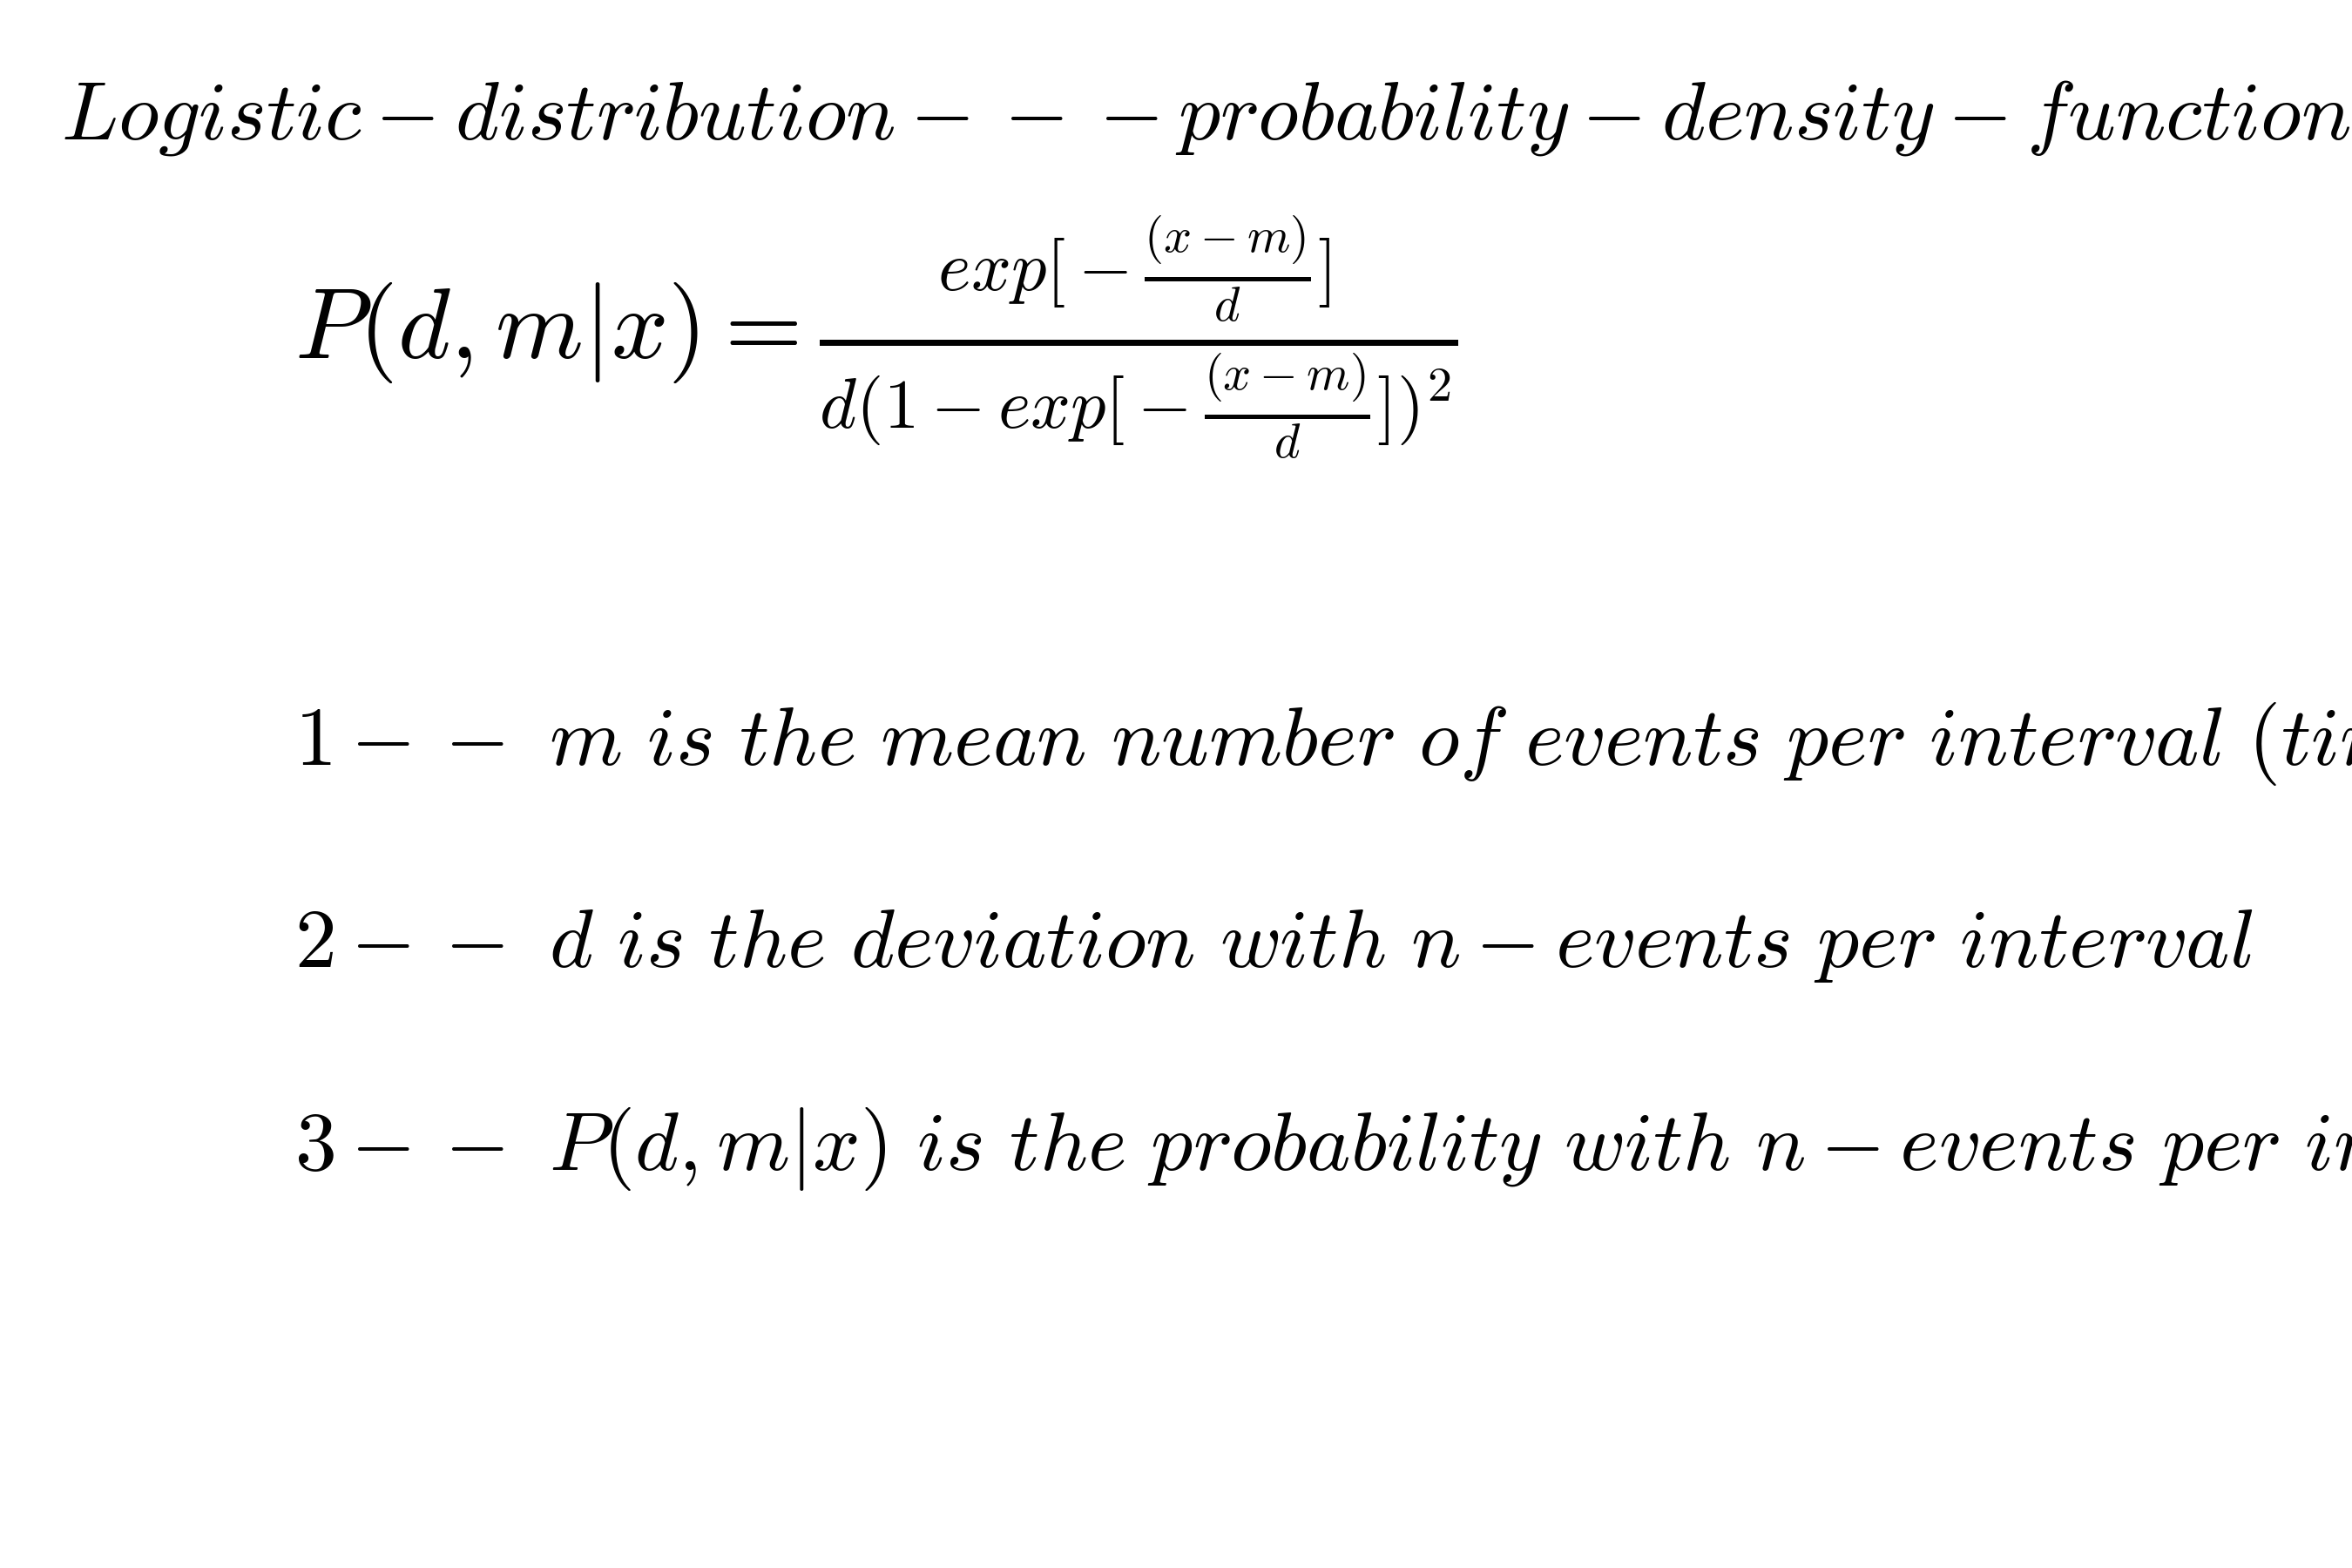 Logistic − distribution − − − probability − density − function
P(d, m|x) = exp[ − (x − m)/d ] / d(1 − exp[ − (x − m)/d ])²
1 − − m is the mean number of events per interval
2 − − d is the deviation with n − events per interval
3 − − P(d, m|x) is the probability with n − events per